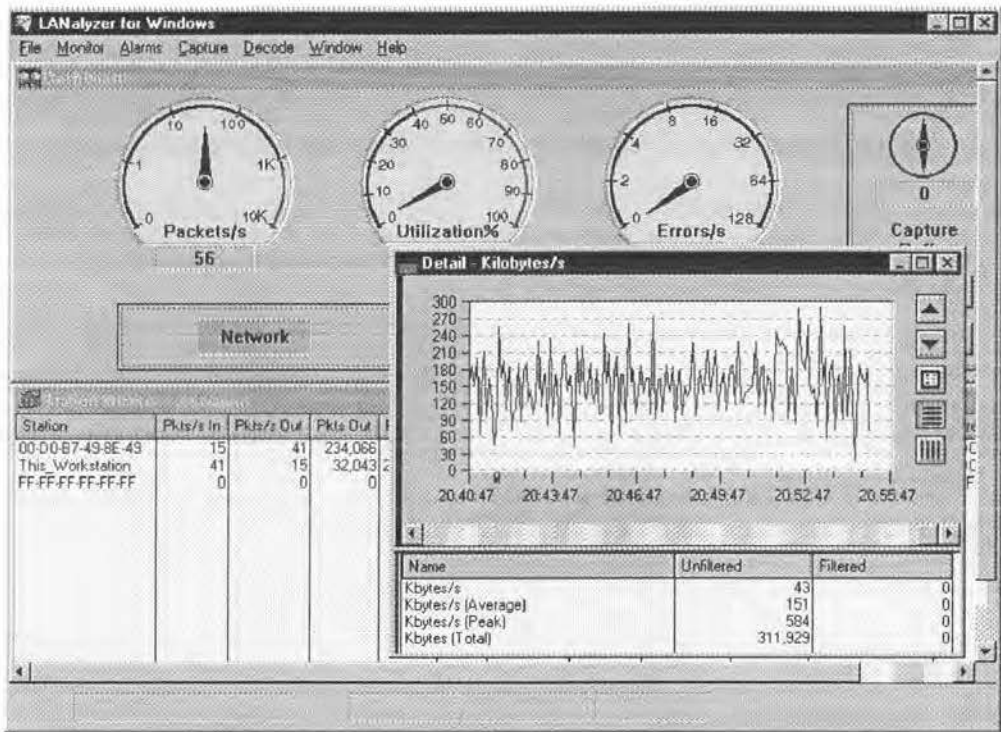 LANalyzer for Windows
File Monitor Alarms Capture Decode Window Help
Dashboard
0 1 10 100 1K 10K
Packets/s
56
0 10 20 30 40 50 60 70 80 90 100
Utilization%
0 2 4 8 16 32 64 128
Errors/s
0
Capture
Network
Detail - Kilobytes/s
300
270
240
210
180
150
120
90
60
30
0
20:40:47 20:43:47 20:46:47 20:49:47 20:52:47 20:55:47
Station Pkts/s In Pkts/s Out Pkts Out
00-D0-B7-49-8E-49 15 41 234,066
This_Workstation 41 15 32,043
FF-FF-FF-FF-FF-FF 0 0 0
Name Unfiltered Filtered
Kbytes/s 43 0
Kbytes/s (Average) 151 0
Kbytes/s (Peak) 584 0
Kbytes (Total) 311,929 0